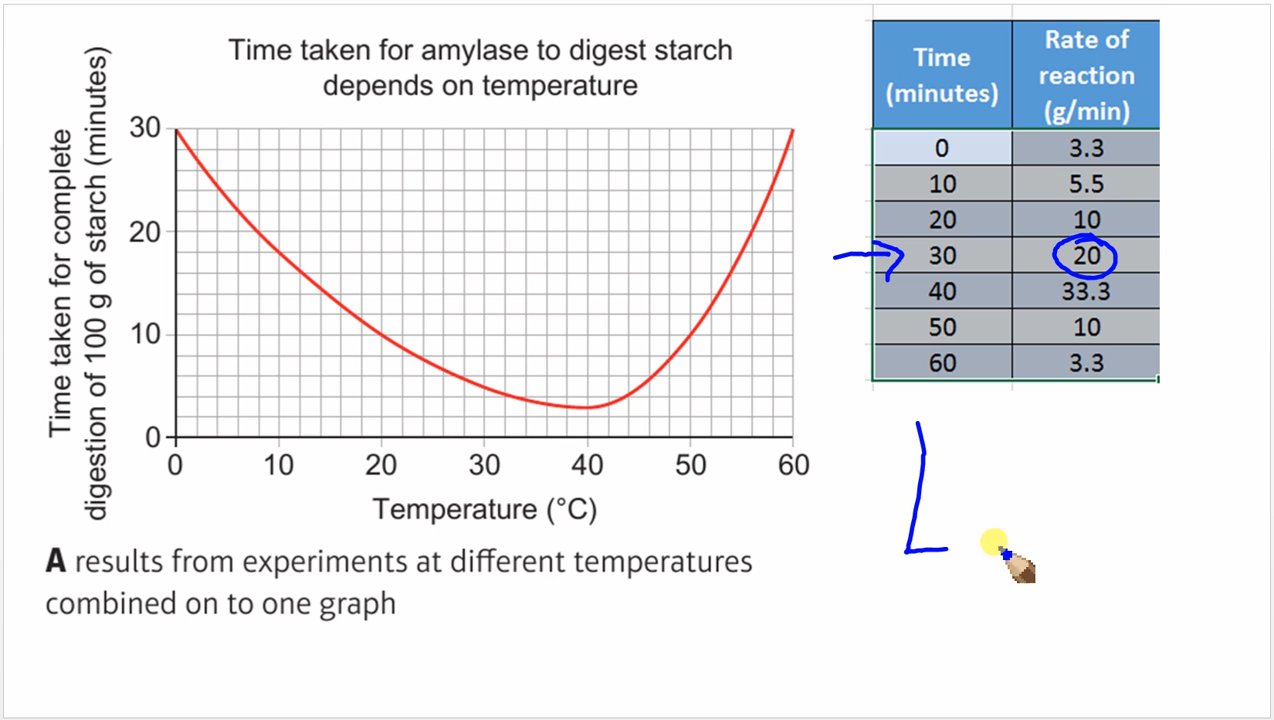 Time taken for amylase to digest starch
depends on temperature
Time taken for complete
digestion of 100 g of starch (minutes)
30
20
10
0
0 10 20 30 40 50 60
Temperature (°C)
A results from experiments at different temperatures
combined on to one graph
Time
(minutes)
Rate of
reaction
(g/min)
0 3.3
10 5.5
20 10
30 20
40 33.3
50 10
60 3.3
L